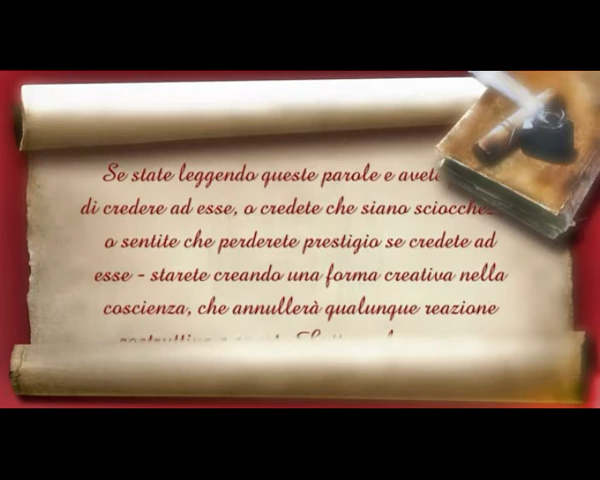 Se state leggendo queste parole e avete
di credere ad esse, o credete che siano
o sentite che perderete prestigio se credete ad
esse - starete creando una forma creativa nella
coscienza, che annullerà qualunque reazione